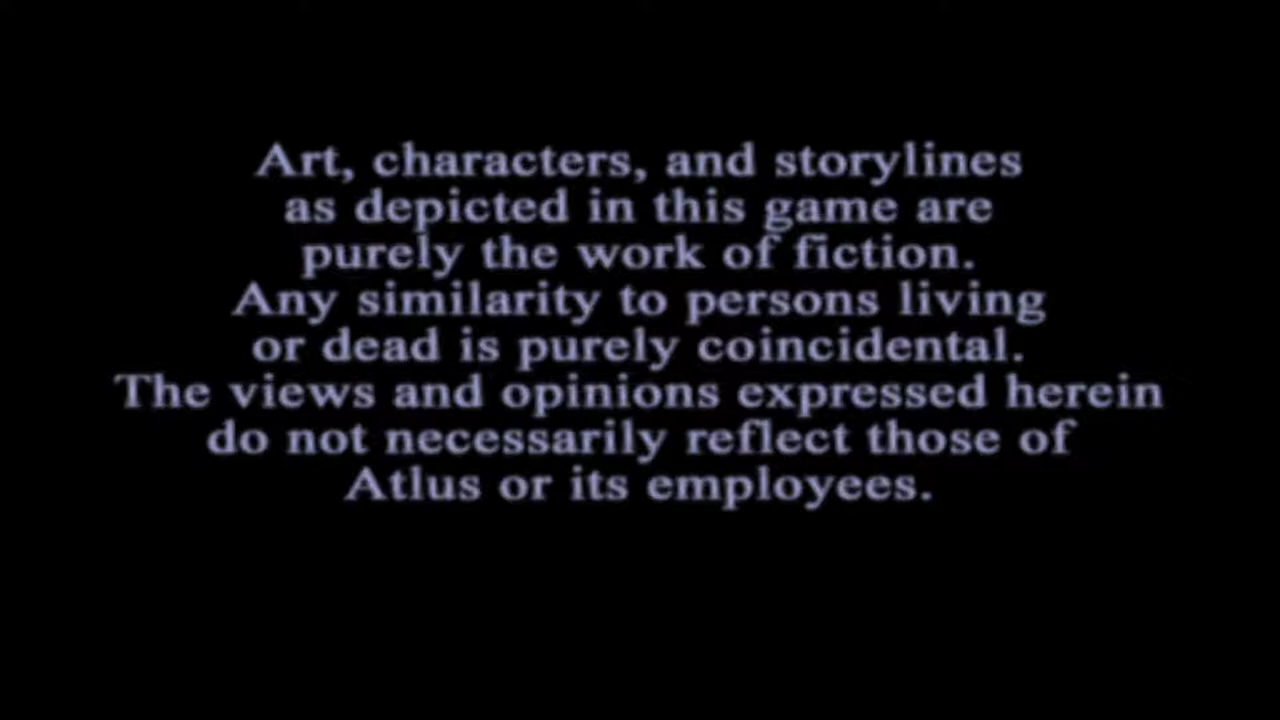 Art, characters, and storylines
as depicted in this game are
purely the work of fiction.
Any similarity to persons living
or dead is purely coincidental.
The views and opinions expressed herein
do not necessarily reflect those of
Atlus or its employees.